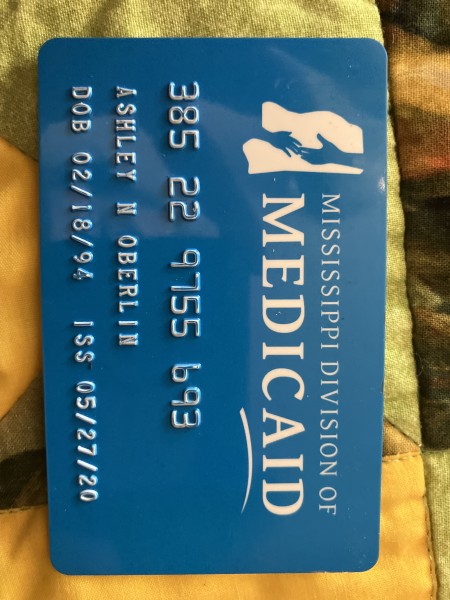 MISSISSIPPI DIVISION OF
MEDICAID
385 22 9755 693
ASHLEY N OBERLIN
DOB 02/18/94 ISS 05/27/20